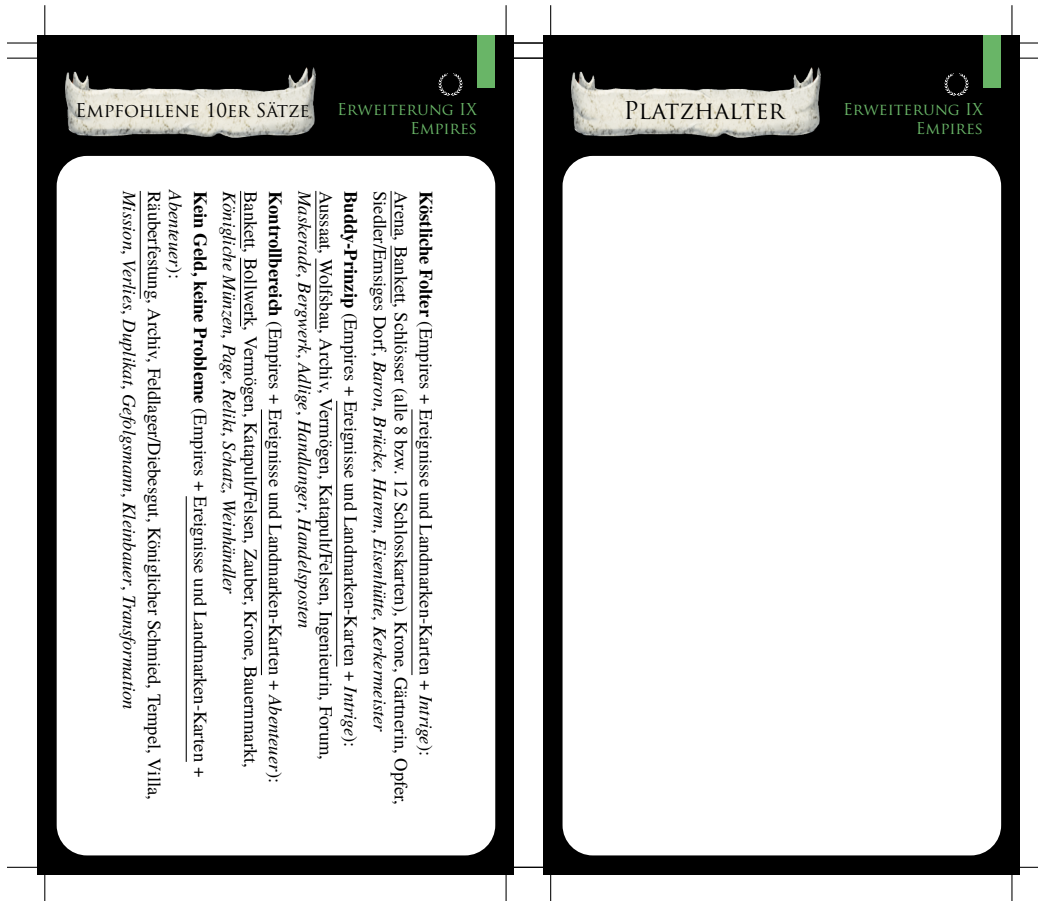 Empfohlene 10er Sätze
Erweiterung IX
Empires
Köstliche Folter (Empires + Ereignisse und Landmarken-Karten + Intrige):
Arena, Bankett, Schlösser (alle 8 bzw. 12 Schlosskarten), Krone, Gärtnerin, Opfer,
Siedler/Emsiges Dorf, Baron, Brücke, Harem, Eisenhütte, Kerkermeister
Buddy-Prinzip (Empires + Ereignisse und Landmarken-Karten + Intrige):
Aussaat, Wolfsbau, Archiv, Vermögen, Katapult/Felsen, Ingenieurin, Forum,
Maskerade, Bergwerk, Adlige, Handlanger, Handelsposten
Kontrollbereich (Empires + Ereignisse und Landmarken-Karten + Abenteuer):
Bankett, Bollwerk, Vermögen, Katapult/Felsen, Zauber, Krone, Bauernmarkt,
Königliche Münzen, Page, Relikt, Schatz, Weinhändler
Kein Geld, keine Probleme (Empires + Ereignisse und Landmarken-Karten +
Abenteuer):
Räuberfestung, Archiv, Feldlager/Diebesgut, Königlicher Schmied, Tempel, Villa,
Mission, Verlies, Duplikat, Gefolgsmann, Kleinbauer, Transformation
Platzhalter
Erweiterung IX
Empires